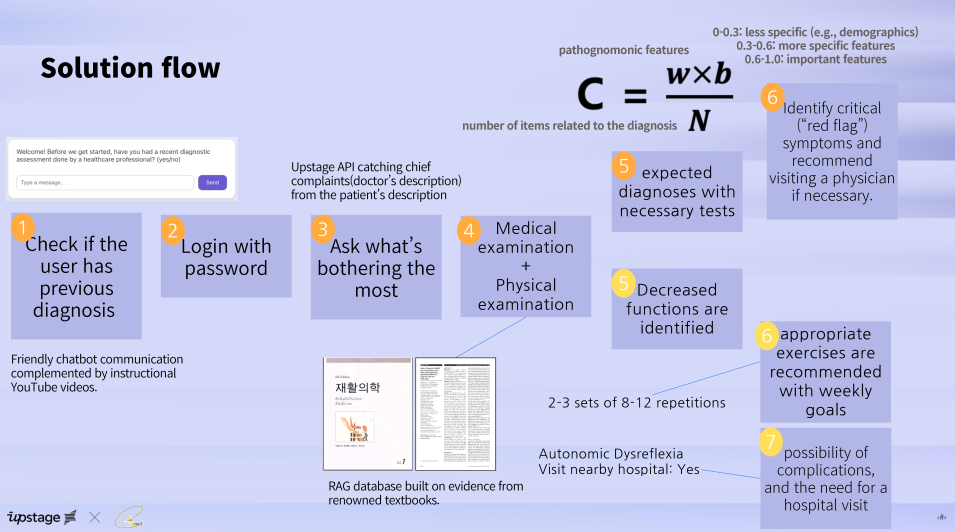 Solution flow
pathognomonic features
0-0.3: less specific (e.g., demographics)
0.3-0.6: more specific features
0.6-1.0: important features
C = w×b
N
number of items related to the diagnosis
Welcome! Before we get started, have you had a recent diagnostic
assessment done by a healthcare professional? (yes/no)
Type a message...
Send
Upstage API catching chief
complaints(doctor's description)
from the patient's description
1
Check if the
user has
previous
diagnosis
2
Login with
password
3
Ask what's
bothering the
most
4
Medical
examination
+
Physical
examination
5
expected
diagnoses with
necessary tests
6
Identify critical
("red flag")
symptoms and
recommend
visiting a physician
if necessary.
5
Decreased
functions are
identified
6
appropriate
exercises are
recommended
with weekly
goals
7
possibility of
complications,
and the need for a
hospital visit
Friendly chatbot communication
complemented by instructional
YouTube videos.
재활의학
Rehabilitation
Medicine
RAG database built on evidence from
renowned textbooks.
2-3 sets of 8-12 repetitions
Autonomic Dysreflexia
Visit nearby hospital: Yes
upstage
‹#›